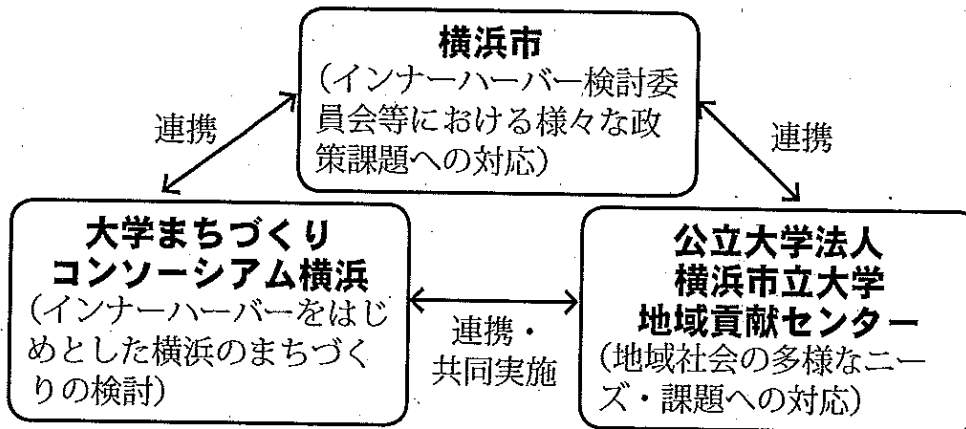 横浜市
(インナーハーバー検討委
員会等における様々な政
策課題への対応)
連携
連携
大学まちづくり
コンソーシアム横浜
(インナーハーバーをはじ
めとした横浜のまちづく
りの検討)
連携・
共同実施
公立大学法人
横浜市立大学
地域貢献センター
(地域社会の多様なニー
ズ・課題への対応)